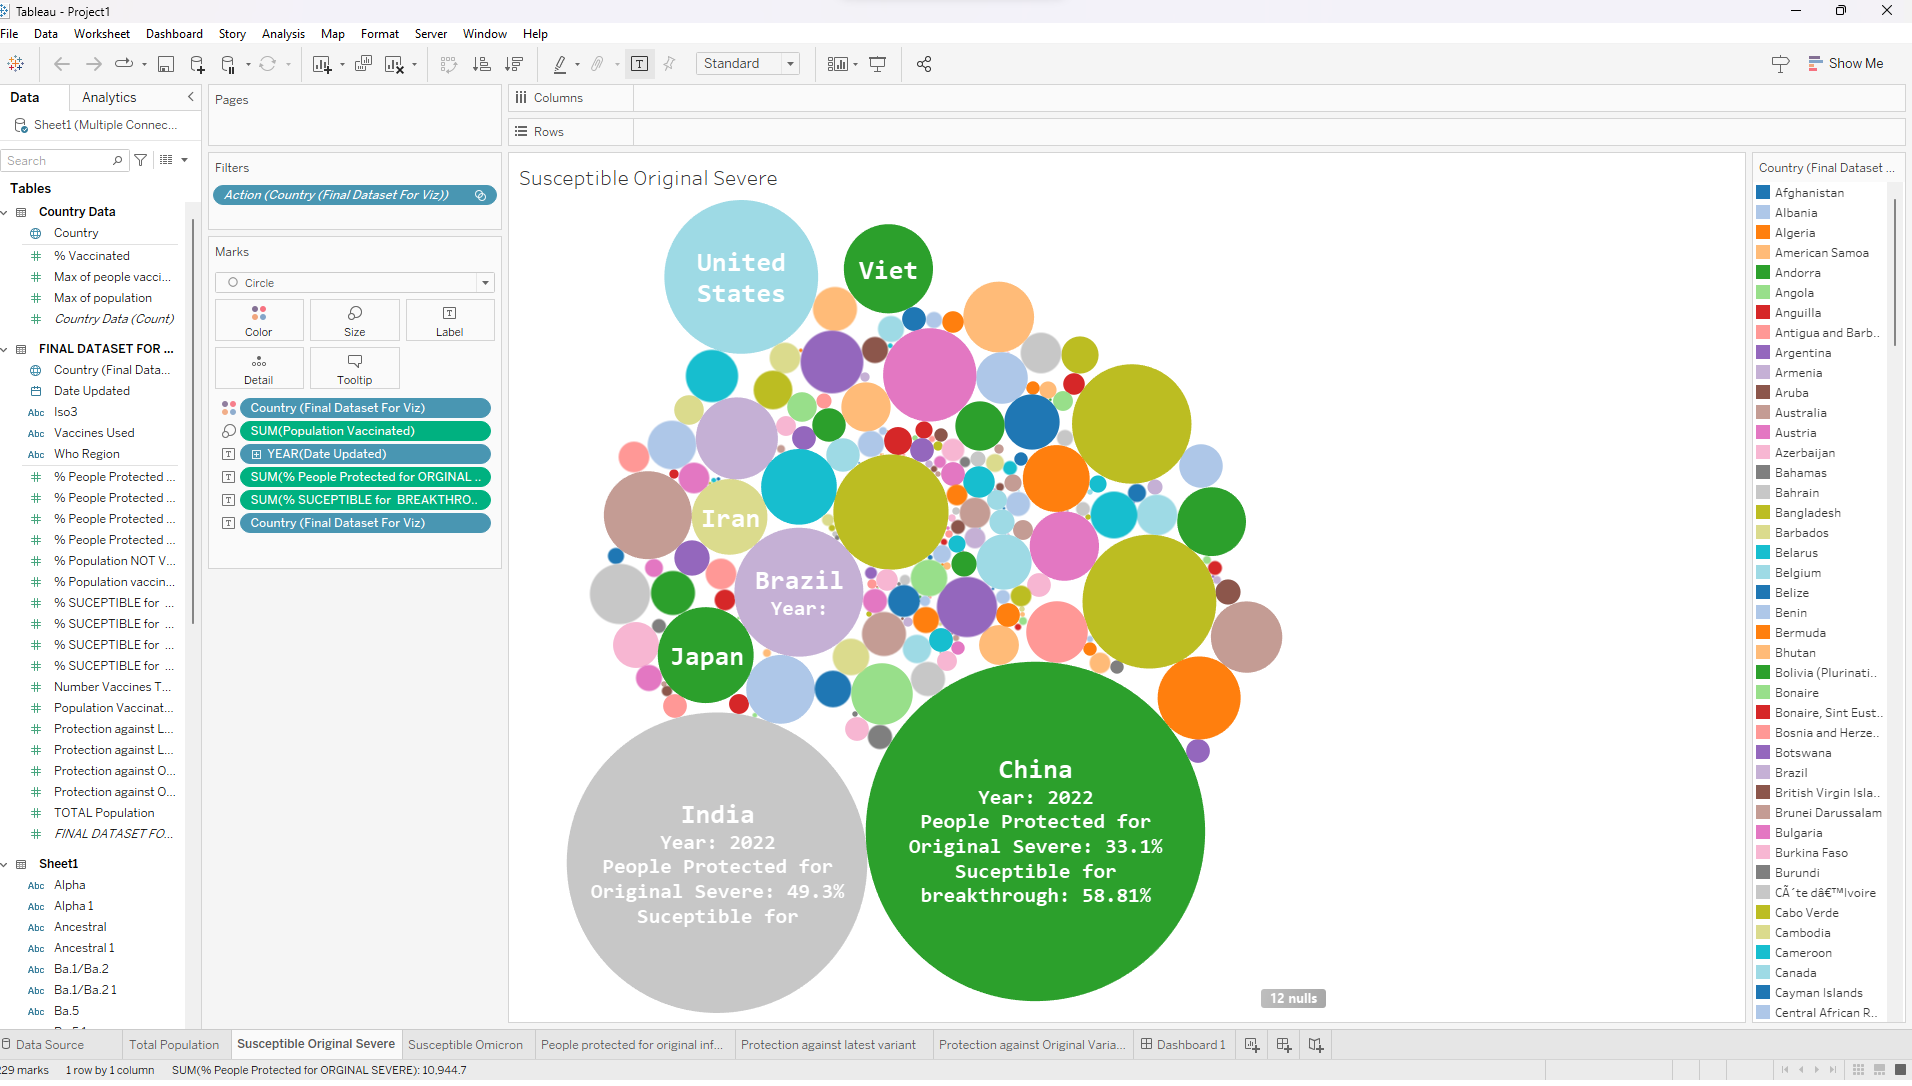 Tableau - Project1
File Data Worksheet Dashboard Story Analysis Map Format Server Window Help
Standard
Show Me
Data Analytics
Sheet1 (Multiple Connec...
Search
Tables
Country Data
Country
% Vaccinated
Max of people vacci...
Max of population
Country Data (Count)
FINAL DATASET FOR ...
Country (Final Data...
Date Updated
Abc Iso3
Abc Vaccines Used
Abc Who Region
% People Protected ...
% People Protected ...
% People Protected ...
% People Protected ...
% Population NOT V...
% Population vaccin...
% SUCEPTIBLE for ...
% SUCEPTIBLE for ...
% SUCEPTIBLE for ...
% SUCEPTIBLE for ...
Number Vaccines T...
Population Vaccinat...
Protection against L...
Protection against L...
Protection against O...
Protection against O...
TOTAL Population
FINAL DATASET FO...
Sheet1
Abc Alpha
Abc Alpha 1
Abc Ancestral
Abc Ancestral 1
Abc Ba.1/Ba.2
Abc Ba.1/Ba.2 1
Abc Ba.5
Pages
Filters
Action (Country (Final Dataset For Viz))
Marks
Circle
Color Size Label
Detail Tooltip
Country (Final Dataset For Viz)
SUM(Population Vaccinated)
YEAR(Date Updated)
SUM(% People Protected for ORGINAL ..
SUM(% SUCEPTIBLE for BREAKTHRO..
Country (Final Dataset For Viz)
Columns
Rows
Susceptible Original Severe
United
States
Viet
Iran
Brazil
Year:
Japan
India
Year: 2022
People Protected for
Original Severe: 49.3%
Suceptible for
China
Year: 2022
People Protected for
Original Severe: 33.1%
Suceptible for
breakthrough: 58.81%
12 nulls
Country (Final Dataset ...
Afghanistan
Albania
Algeria
American Samoa
Andorra
Angola
Anguilla
Antigua and Barb..
Argentina
Armenia
Aruba
Australia
Austria
Azerbaijan
Bahamas
Bahrain
Bangladesh
Barbados
Belarus
Belgium
Belize
Benin
Bermuda
Bhutan
Bolivia (Plurinati..
Bonaire
Bonaire, Sint Eust..
Bosnia and Herze..
Botswana
Brazil
British Virgin Isla..
Brunei Darussalam
Bulgaria
Burkina Faso
Burundi
CÃ´te dâ€™Ivoire
Cabo Verde
Cambodia
Cameroon
Canada
Cayman Islands
Central African R..
Data Source Total Population Susceptible Original Severe Susceptible Omicron People protected for original inf... Protection against latest variant Protection against Original Varia... Dashboard 1
229 marks 1 row by 1 column SUM(% People Protected for ORGINAL SEVERE): 10,944.7